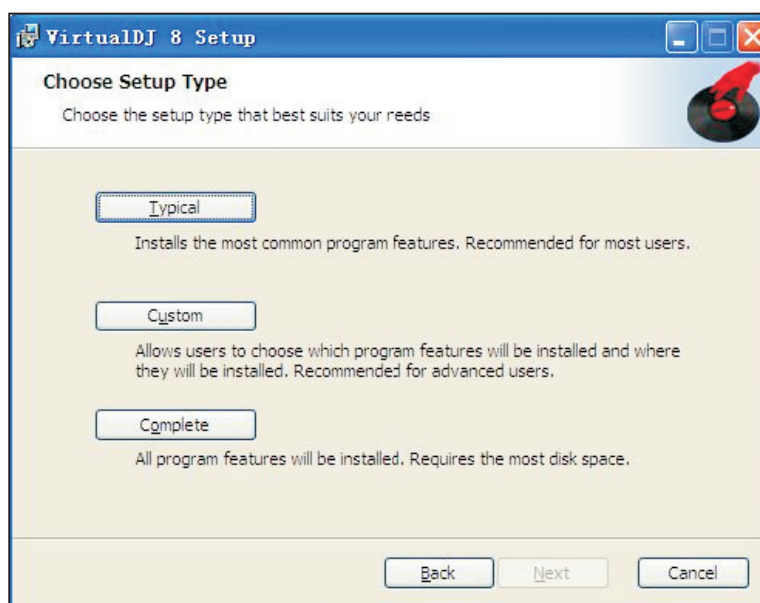 VirtualDJ 8 Setup
Choose Setup Type
Choose the setup type that best suits your needs
Typical
Installs the most common program features. Recommended for most users.
Custom
Allows users to choose which program features will be installed and where
they will be installed. Recommended for advanced users.
Complete
All program features will be installed. Requires the most disk space.
Back
Next
Cancel